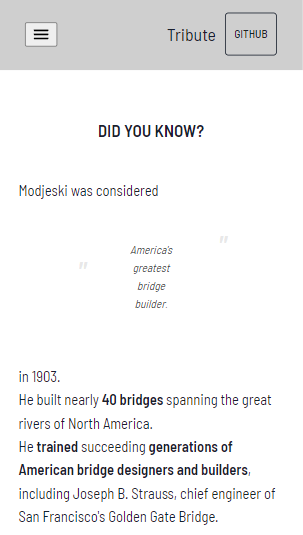 Tribute GITHUB
DID YOU KNOW?
Modjeski was considered
"America's
greatest
bridge
builder."
in 1903.
He built nearly 40 bridges spanning the great
rivers of North America.
He trained succeeding generations of
American bridge designers and builders,
including Joseph B. Strauss, chief engineer of
San Francisco's Golden Gate Bridge.